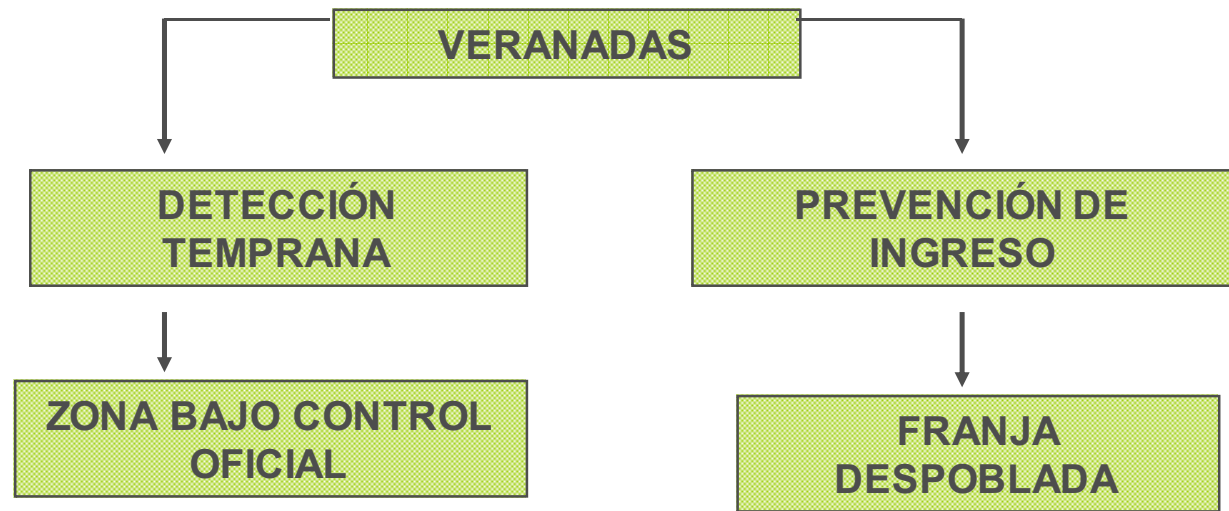 VERANADAS
DETECCIÓN
TEMPRANA
PREVENCIÓN DE
INGRESO
ZONA BAJO CONTROL
OFICIAL
FRANJA
DESPOBLADA